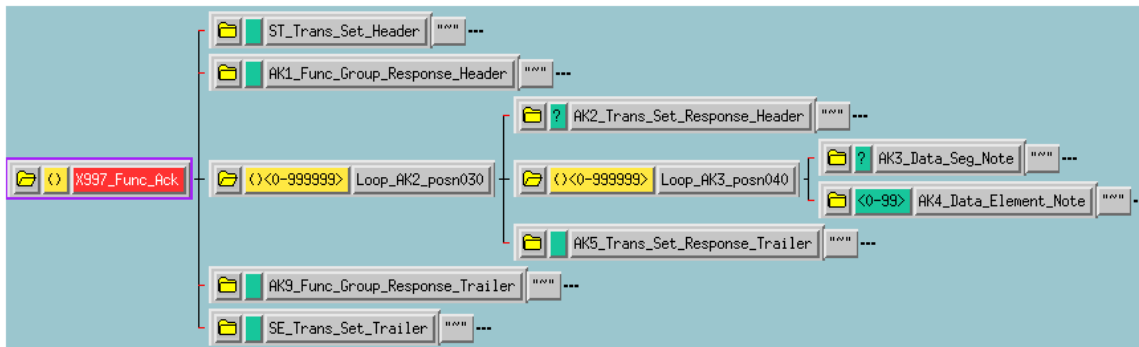 ST_Trans_Set_Header "~" ---
AK1_Func_Group_Response_Header "~" ---
? AK2_Trans_Set_Response_Header "~" ---
() X997_Func_Ack
()<0-999999> Loop_AK2_posn030
()<0-999999> Loop_AK3_posn040
? AK3_Data_Seg_Note "~" ---
<0-99> AK4_Data_Element_Note "~" -
AK5_Trans_Set_Response_Trailer "~" ---
AK9_Func_Group_Response_Trailer "~" ---
SE_Trans_Set_Trailer "~" ---